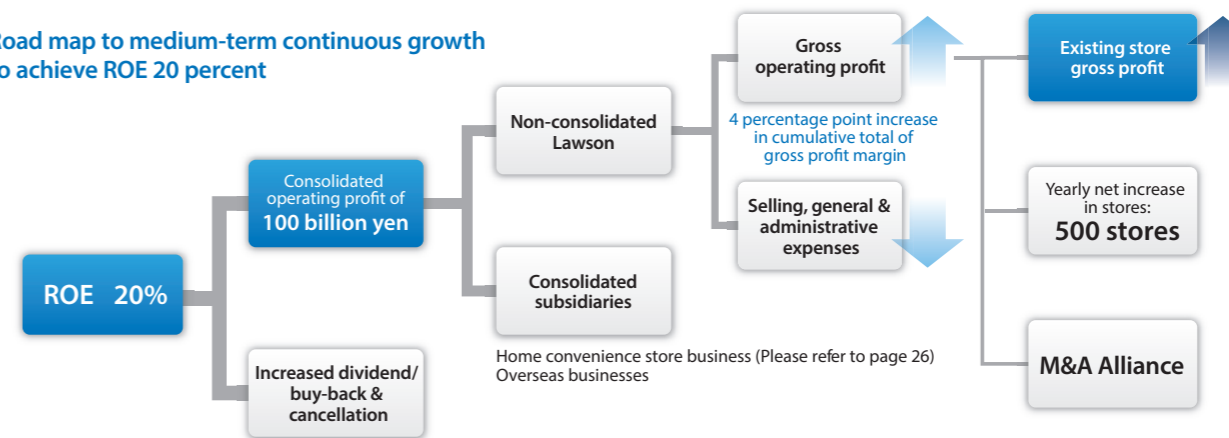 Road map to medium-term continuous growth
to achieve ROE 20 percent
ROE 20%
Consolidated
operating profit of
100 billion yen
Increased dividend/
buy-back &
cancellation
Non-consolidated
Lawson
Consolidated
subsidiaries
Home convenience store business (Please refer to page 26)
Overseas businesses
Gross
operating profit
4 percentage point increase
in cumulative total of
gross profit margin
Selling, general &
administrative
expenses
Existing store
gross profit
Yearly net increase
in stores:
500 stores
M&A Alliance